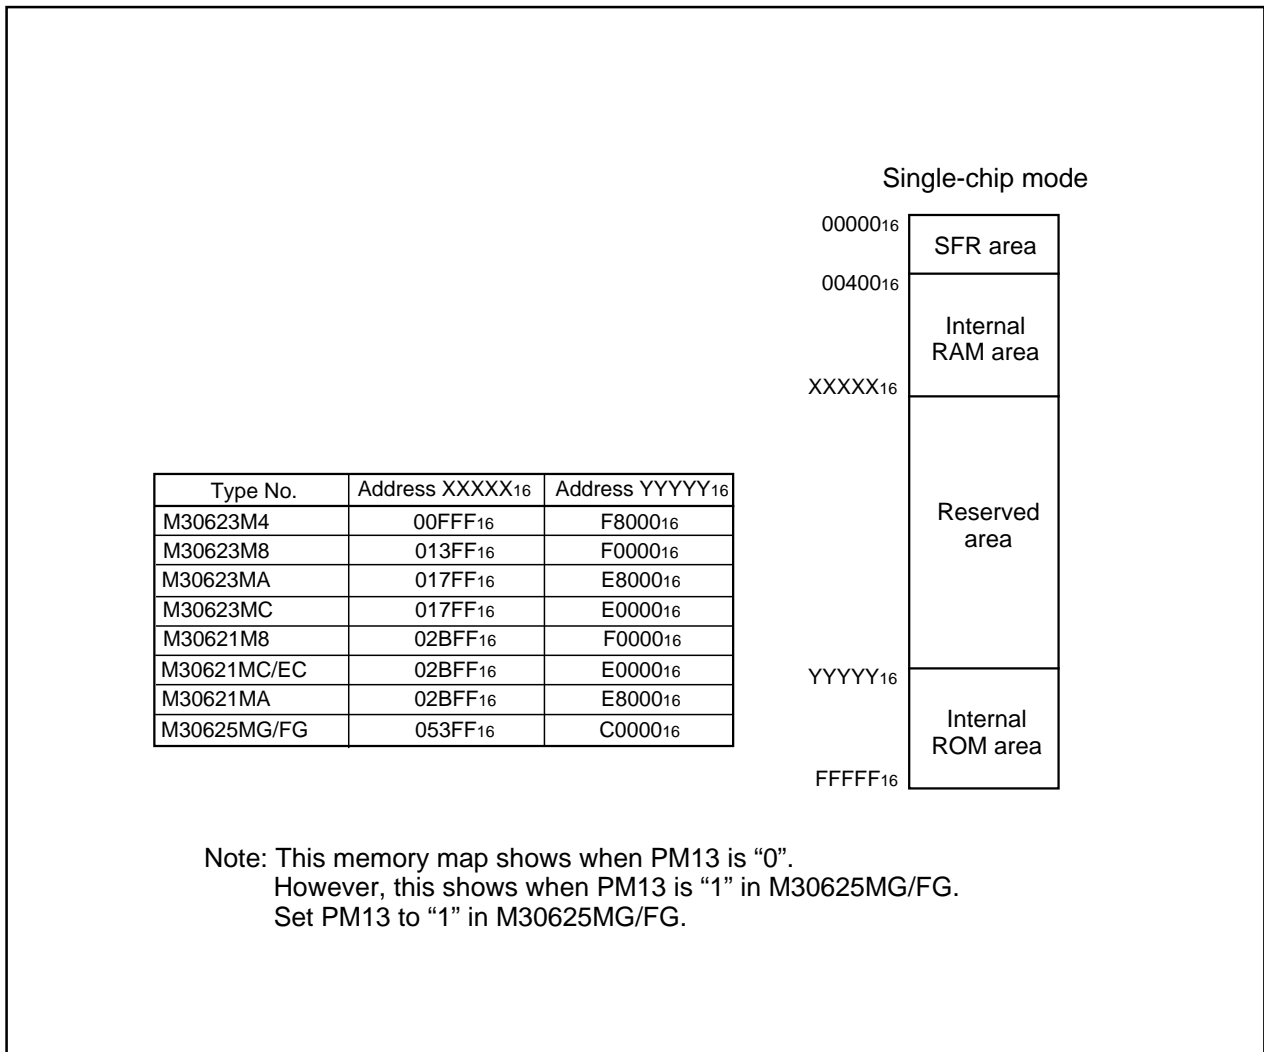 Single-chip mode
00000₁₆
SFR area
00400₁₆
Internal
RAM area
XXXXX₁₆
Reserved
area
YYYYY₁₆
Internal
ROM area
FFFFF₁₆
Type No. Address XXXXX₁₆ Address YYYYY₁₆
M30623M4 00FFF₁₆ F8000₁₆
M30623M8 013FF₁₆ F0000₁₆
M30623MA 017FF₁₆ E8000₁₆
M30623MC 017FF₁₆ E0000₁₆
M30621M8 02BFF₁₆ F0000₁₆
M30621MC/EC 02BFF₁₆ E0000₁₆
M30621MA 02BFF₁₆ E8000₁₆
M30625MG/FG 053FF₁₆ C0000₁₆
Note: This memory map shows when PM13 is “0”.
However, this shows when PM13 is “1” in M30625MG/FG.
Set PM13 to “1” in M30625MG/FG.